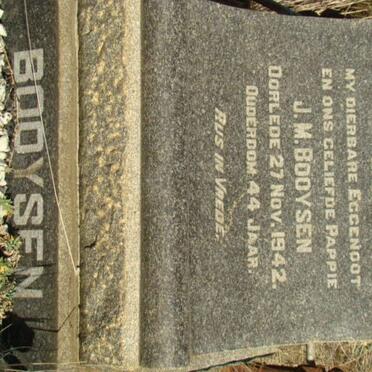 MY DIERBARE EGGENOOT
EN ONS GELIEFDE PAPPIE
J. M. BOOYSEN
OORLEDE 27 NOV. 1942.
OUDERDOM 44 JAAR.
RUS IN VREDE.
BOOYSEN